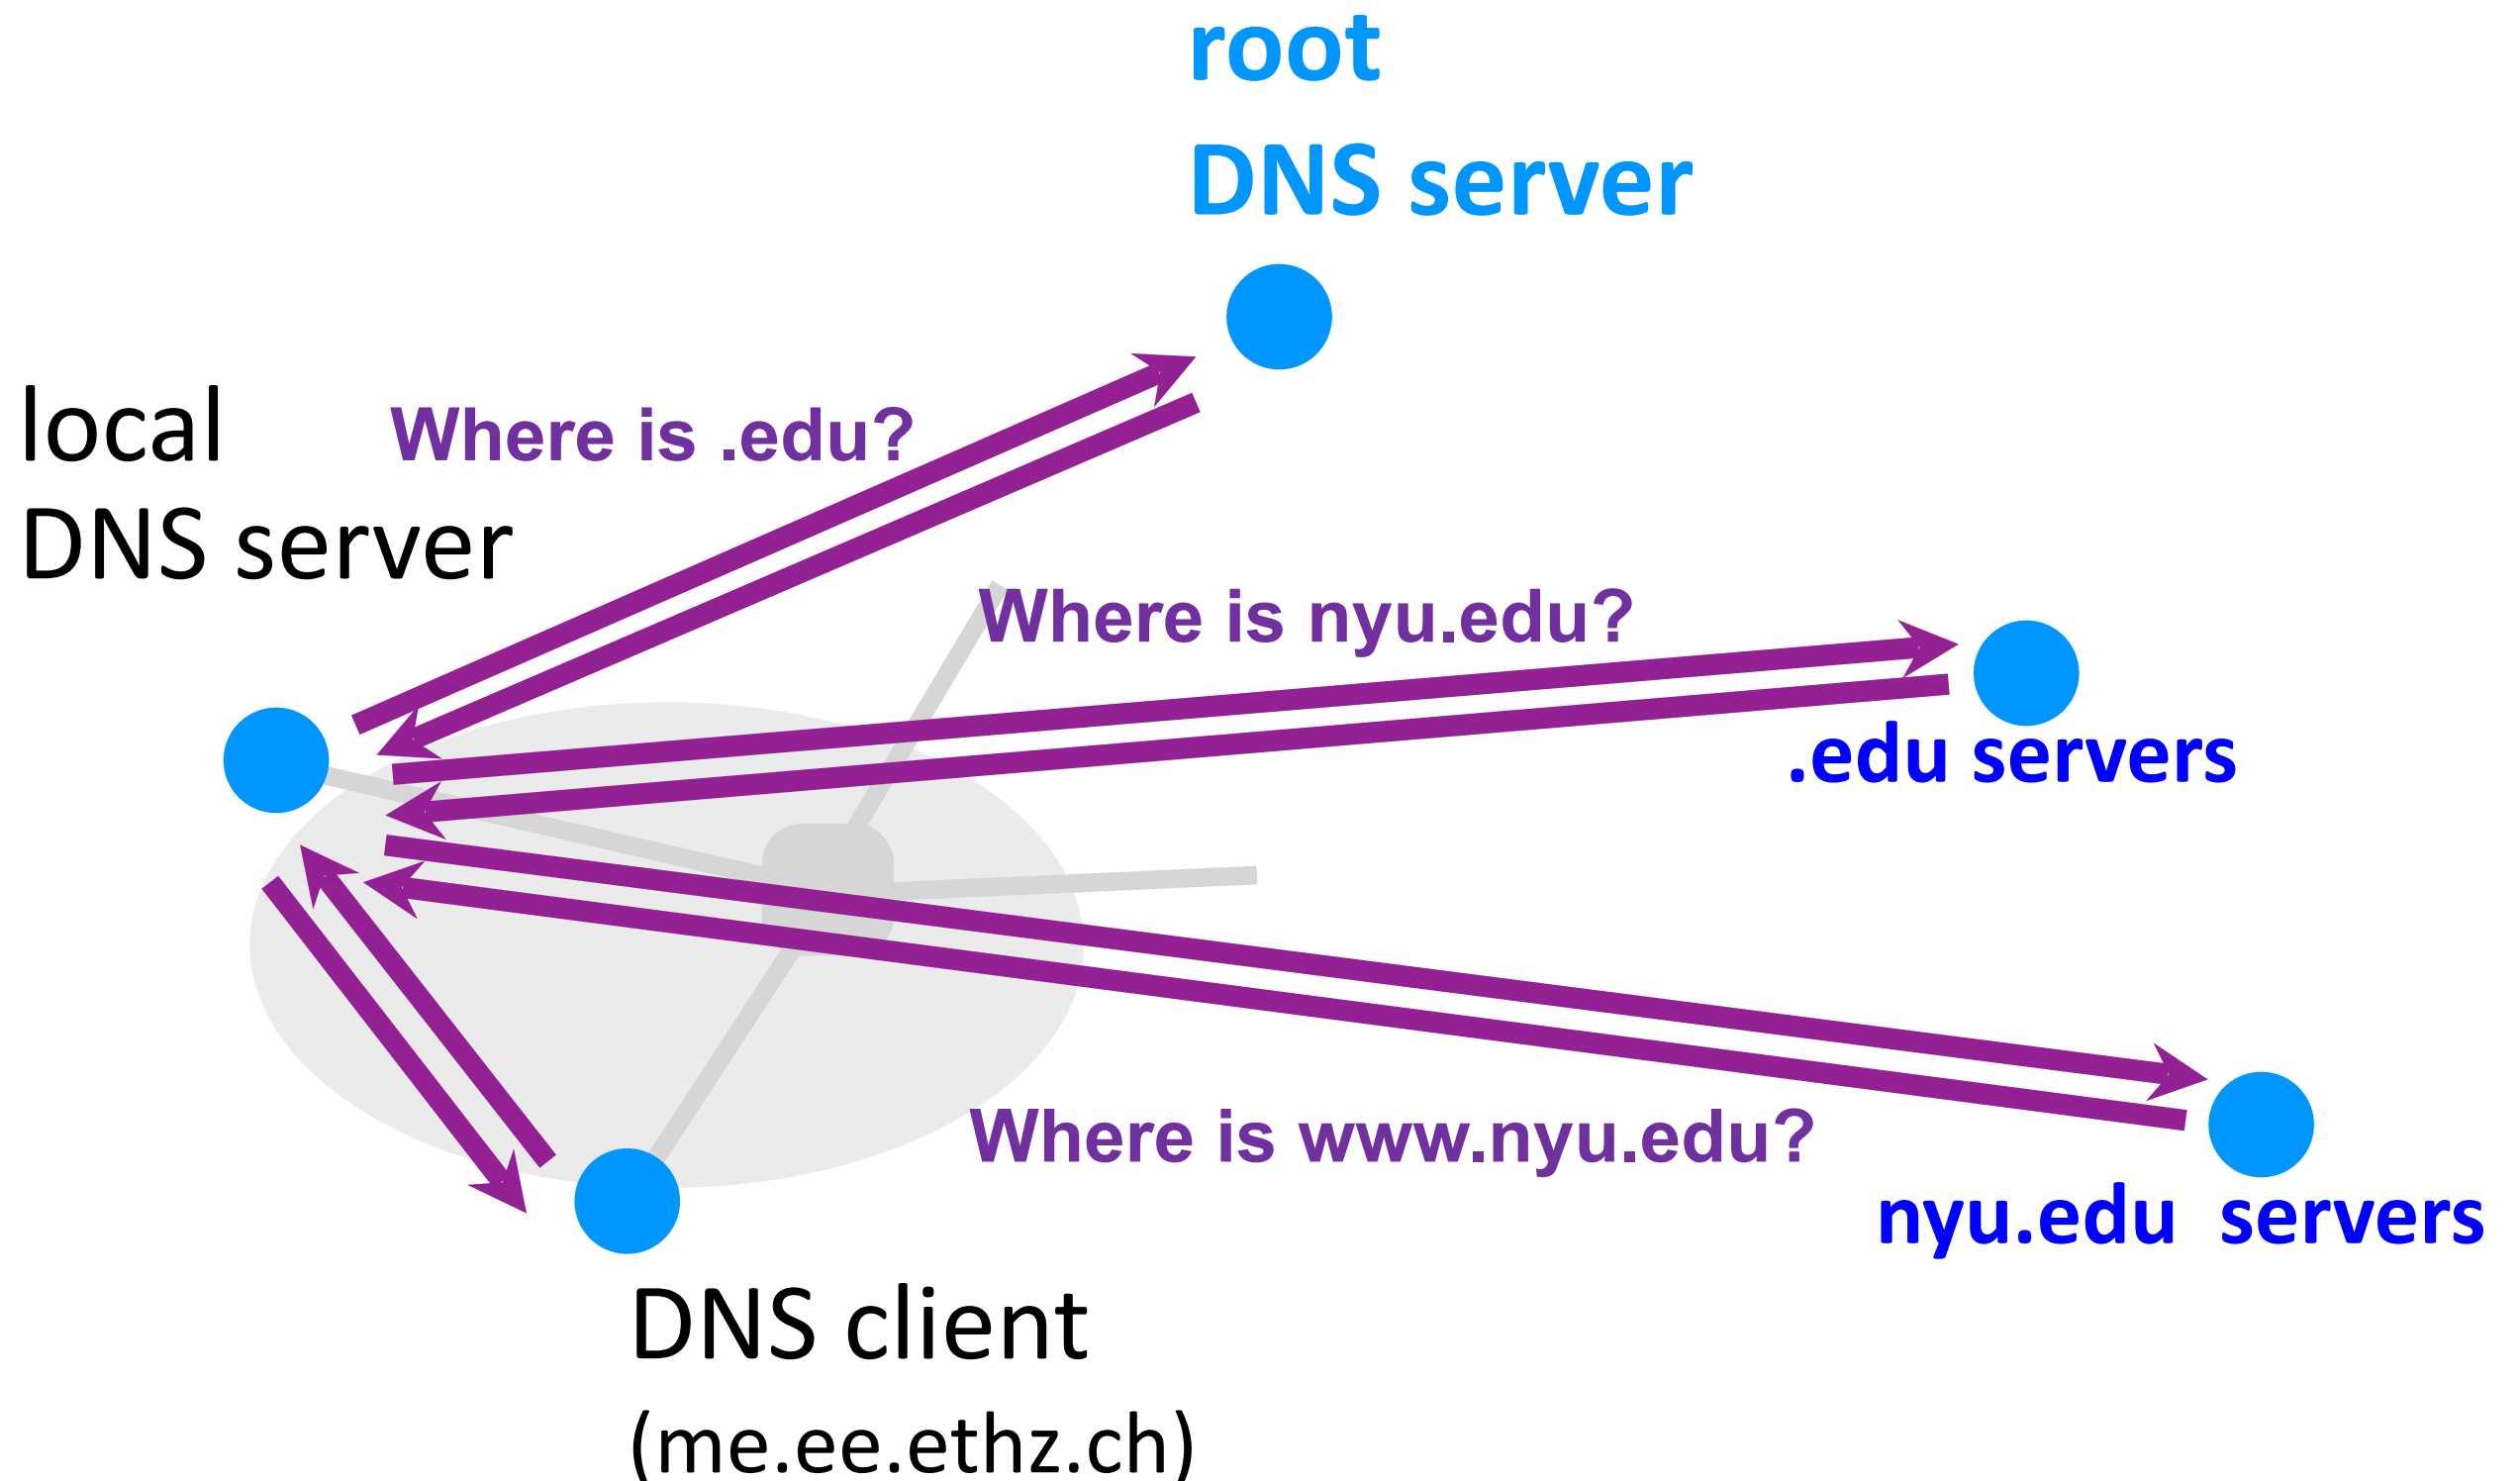 root
DNS server
local
DNS server
Where is .edu?
Where is nyu.edu?
.edu servers
Where is www.nyu.edu?
nyu.edu servers
DNS client
(me.ee.ethz.ch)